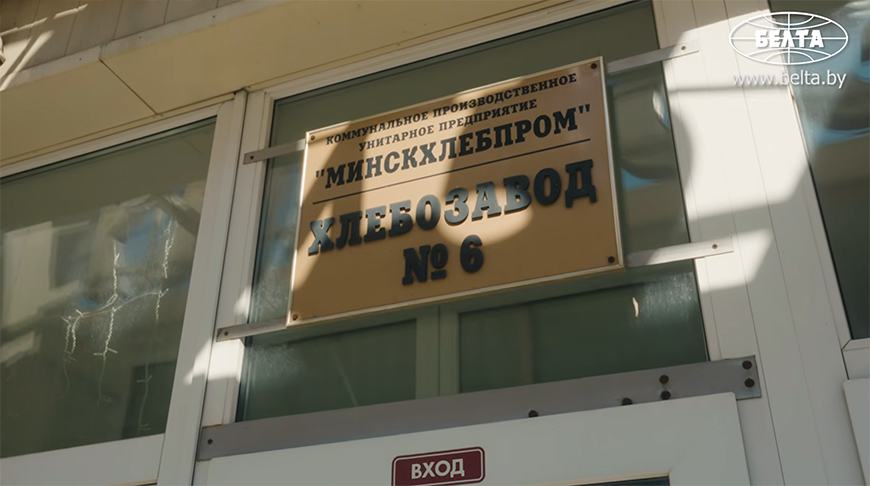 БЕЛТА
www.belta.by
КОММУНАЛЬНОЕ ПРОИЗВОДСТВЕННОЕ
УНИТАРНОЕ ПРЕДПРИЯТИЕ
"МИНСКХЛЕБПРОМ"
ХЛЕБОЗАВОД
№ 6
ВХОД